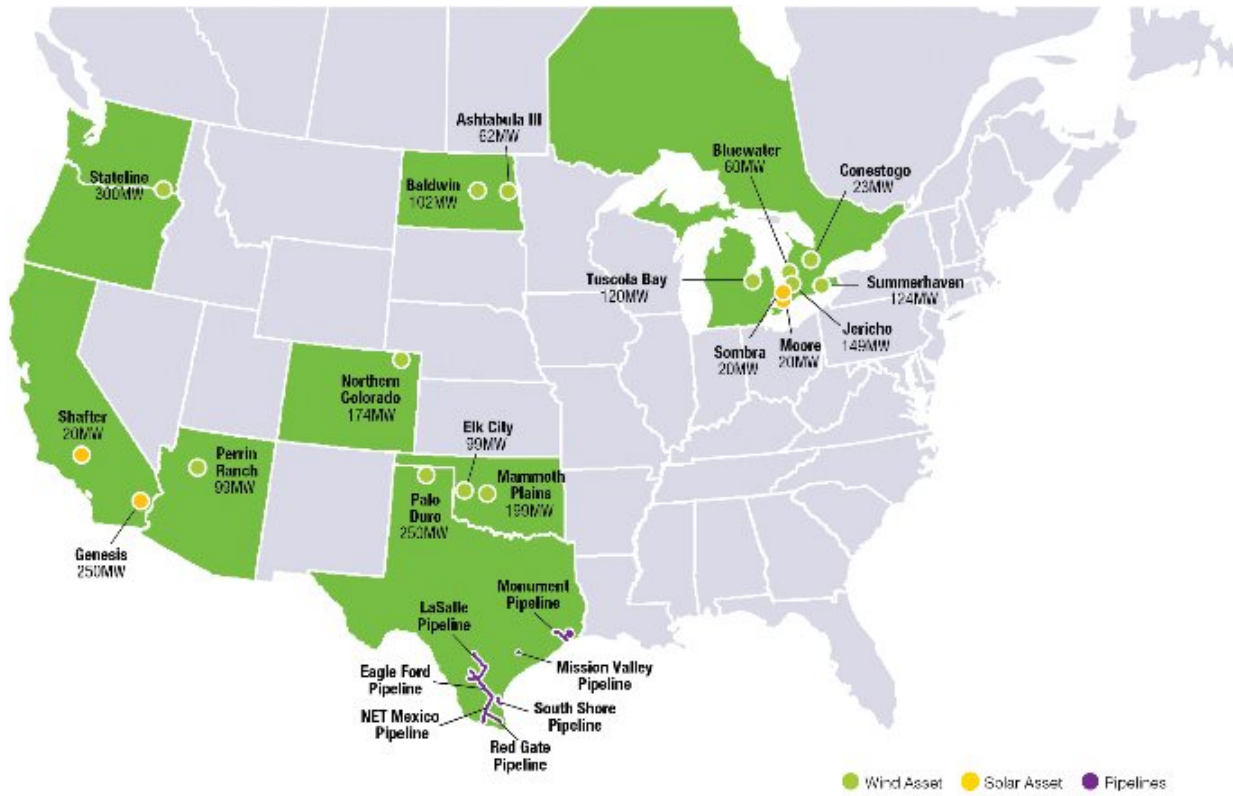 Ashtabula III
62MW
Bluewater
60MW
Conestogo
23MW
Stateline
300MW
Baldwin
102MW
Tuscola Bay
120MW
Summerhaven
124MW
Jericho
149MW
Moore
20MW
Sombra
20MW
Northern
Colorado
174MW
Shafter
20MW
Perrin
Ranch
99MW
Elk City
99MW
Mammoth
Plains
199MW
Palo
Duro
250MW
Genesis
250MW
Monument
Pipeline
LaSalle
Pipeline
Mission Valley
Pipeline
Eagle Ford
Pipeline
South Shore
Pipeline
NET Mexico
Pipeline
Red Gate
Pipeline
Wind Asset
Solar Asset
Pipelines